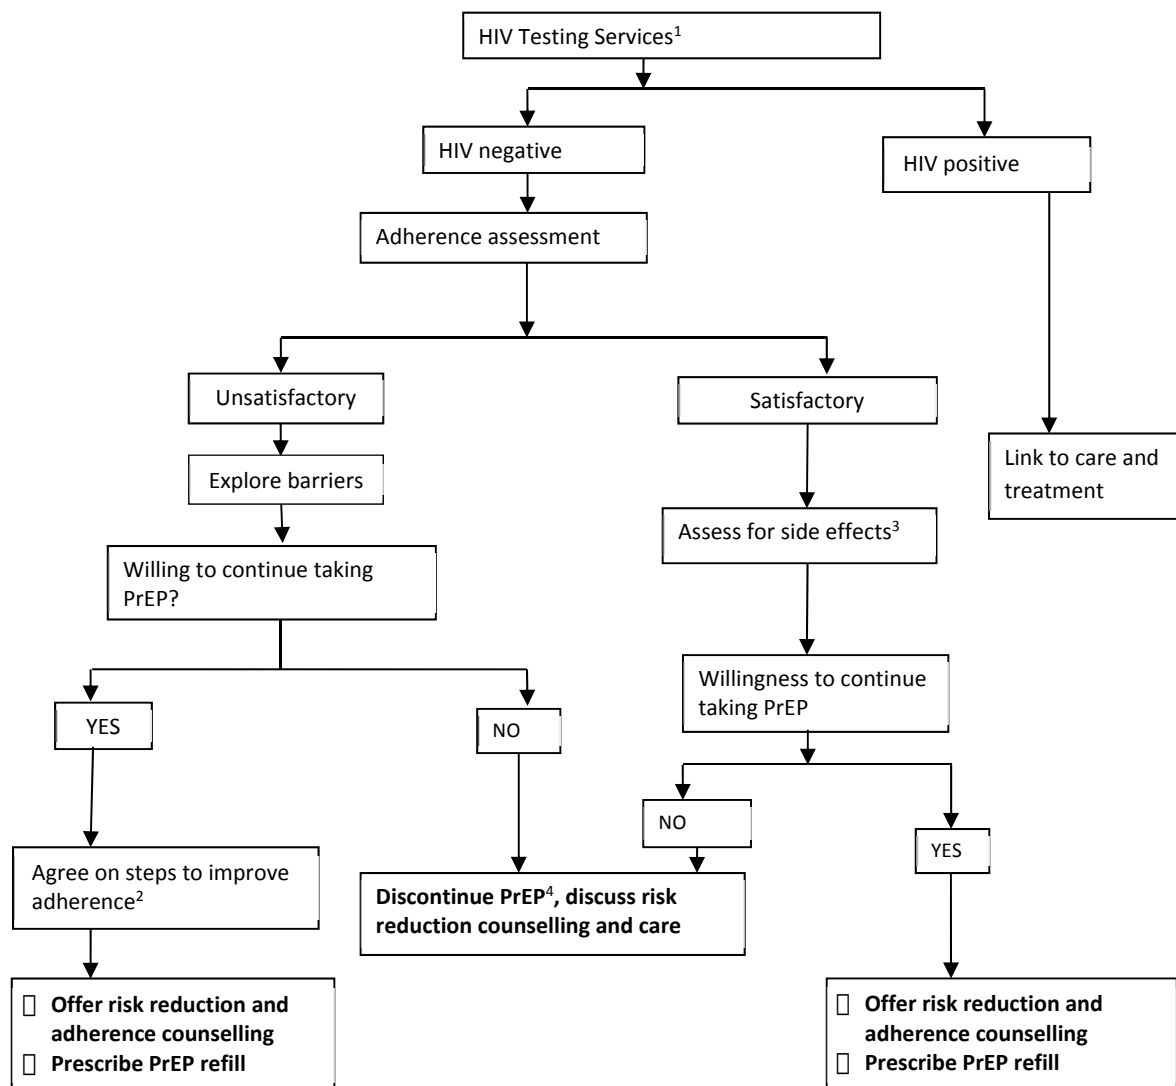 HIV Testing Services¹
HIV negative
HIV positive
Adherence assessment
Unsatisfactory
Satisfactory
Explore barriers
Link to care and
treatment
Assess for side effects³
Willing to continue taking
PrEP?
Willingness to continue
taking PrEP
YES
NO
NO
YES
Agree on steps to improve
adherence²
Discontinue PrEP⁴, discuss risk
reduction counselling and care
Offer risk reduction and
adherence counselling
Prescribe PrEP refill
Offer risk reduction and
adherence counselling
Prescribe PrEP refill